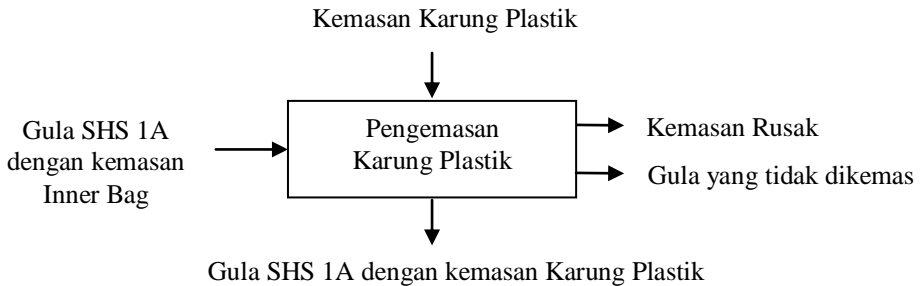 Kemasan Karung Plastik
Gula SHS 1A
dengan kemasan
Inner Bag
Pengemasan
Karung Plastik
Kemasan Rusak
Gula yang tidak dikemas
Gula SHS 1A dengan kemasan Karung Plastik